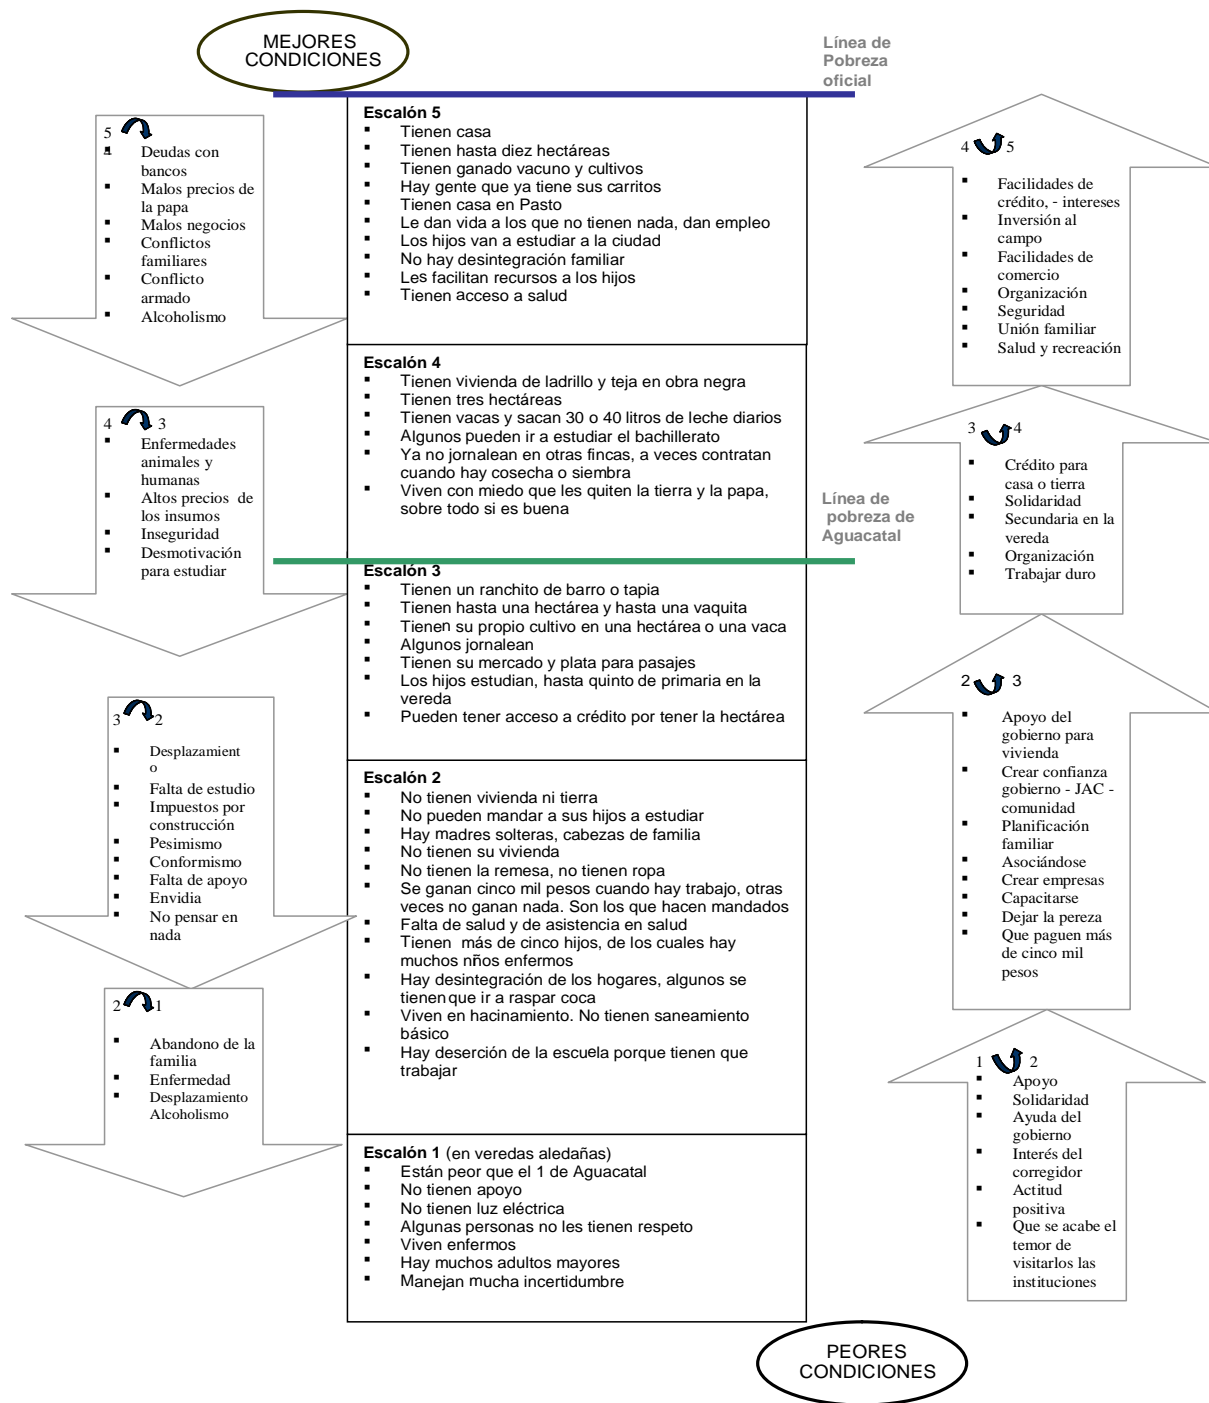 MEJORES
CONDICIONES
Línea de
Pobreza
oficial
5
4
▪ Deudas con
bancos
▪ Malos precios de
la papa
▪ Malos negocios
▪ Conflictos
familiares
▪ Conflicto
armado
▪ Alcoholismo
4 3
▪ Enfermedades
animales y
humanas
▪ Altos precios de
los insumos
▪ Inseguridad
▪ Desmotivación
para estudiar
3 2
▪ Desplazamient
o
▪ Falta de estudio
▪ Impuestos por
construcción
▪ Pesimismo
▪ Conformismo
▪ Falta de apoyo
▪ Envidia
▪ No pensar en
nada
2 1
▪ Abandono de la
familia
▪ Enfermedad
▪ Desplazamiento
Alcoholismo
Escalón 5
▪ Tienen casa
▪ Tienen hasta diez hectáreas
▪ Tienen ganado vacuno y cultivos
▪ Hay gente que ya tiene sus carritos
▪ Tienen casa en Pasto
▪ Le dan vida a los que no tienen nada, dan empleo
▪ Los hijos van a estudiar a la ciudad
▪ No hay desintegración familiar
▪ Les facilitan recursos a los hijos
▪ Tienen acceso a salud
Escalón 4
▪ Tienen vivienda de ladrillo y teja en obra negra
▪ Tienen tres hectáreas
▪ Tienen vacas y sacan 30 o 40 litros de leche diarios
▪ Algunos pueden ir a estudiar el bachillerato
▪ Ya no jornalean en otras fincas, a veces contratan
cuando hay cosecha o siembra
▪ Viven con miedo que les quiten la tierra y la papa,
sobre todo si es buena
Línea de
pobreza de
Aguacatal
Escalón 3
▪ Tienen un ranchito de barro o tapia
▪ Tienen hasta una hectárea y hasta una vaquita
▪ Tienen su propio cultivo en una hectárea o una vaca
▪ Algunos jornalean
▪ Tienen su mercado y plata para pasajes
▪ Los hijos estudian, hasta quinto de primaria en la
vereda
▪ Pueden tener acceso a crédito por tener la hectárea
Escalón 2
▪ No tienen vivienda ni tierra
▪ No pueden mandar a sus hijos a estudiar
▪ Hay madres solteras, cabezas de familia
▪ No tienen su vivienda
▪ No tienen la remesa, no tienen ropa
▪ Se ganan cinco mil pesos cuando hay trabajo, otras
veces no ganan nada. Son los que hacen mandados
▪ Falta de salud y de asistencia en salud
▪ Tienen más de cinco hijos, de los cuales hay
muchos nños enfermos
▪ Hay desintegración de los hogares, algunos se
tienen que ir a raspar coca
▪ Viven en hacinamiento. No tienen saneamiento
básico
▪ Hay deserción de la escuela porque tienen que
trabajar
Escalón 1 (en veredas aledañas)
▪ Están peor que el 1 de Aguacatal
▪ No tienen apoyo
▪ No tienen luz eléctrica
▪ Algunas personas no les tienen respeto
▪ Viven enfermos
▪ Hay muchos adultos mayores
▪ Manejan mucha incertidumbre
4 5
▪ Facilidades de
crédito, - intereses
▪ Inversión al
campo
▪ Facilidades de
comercio
▪ Organización
▪ Seguridad
▪ Unión familiar
▪ Salud y recreación
3 4
▪ Crédito para
casa o tierra
▪ Solidaridad
▪ Secundaria en la
vereda
▪ Organización
▪ Trabajar duro
2 3
▪ Apoyo del
gobierno para
vivienda
▪ Crear confianza
gobierno - JAC -
comunidad
▪ Planificación
familiar
▪ Asociándose
▪ Crear empresas
▪ Capacitarse
▪ Dejar la pereza
▪ Que paguen más
de cinco mil
pesos
1 2
▪ Apoyo
▪ Solidaridad
▪ Ayuda del
gobierno
▪ Interés del
corregidor
▪ Actitud
positiva
▪ Que se acabe el
temor de
visitarlos las
instituciones
PEORES
CONDICIONES